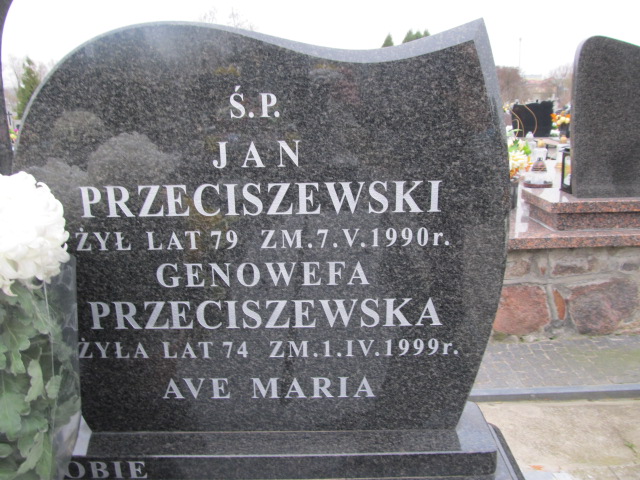 Ś.P.
JAN
PRZECISZEWSKI
ŻYŁ LAT 79 ZM.7.V.1990r.
GENOWEFA
PRZECISZEWSKA
ŻYŁA LAT 74 ZM.1.IV.1999r.
AVE MARIA
OBIE